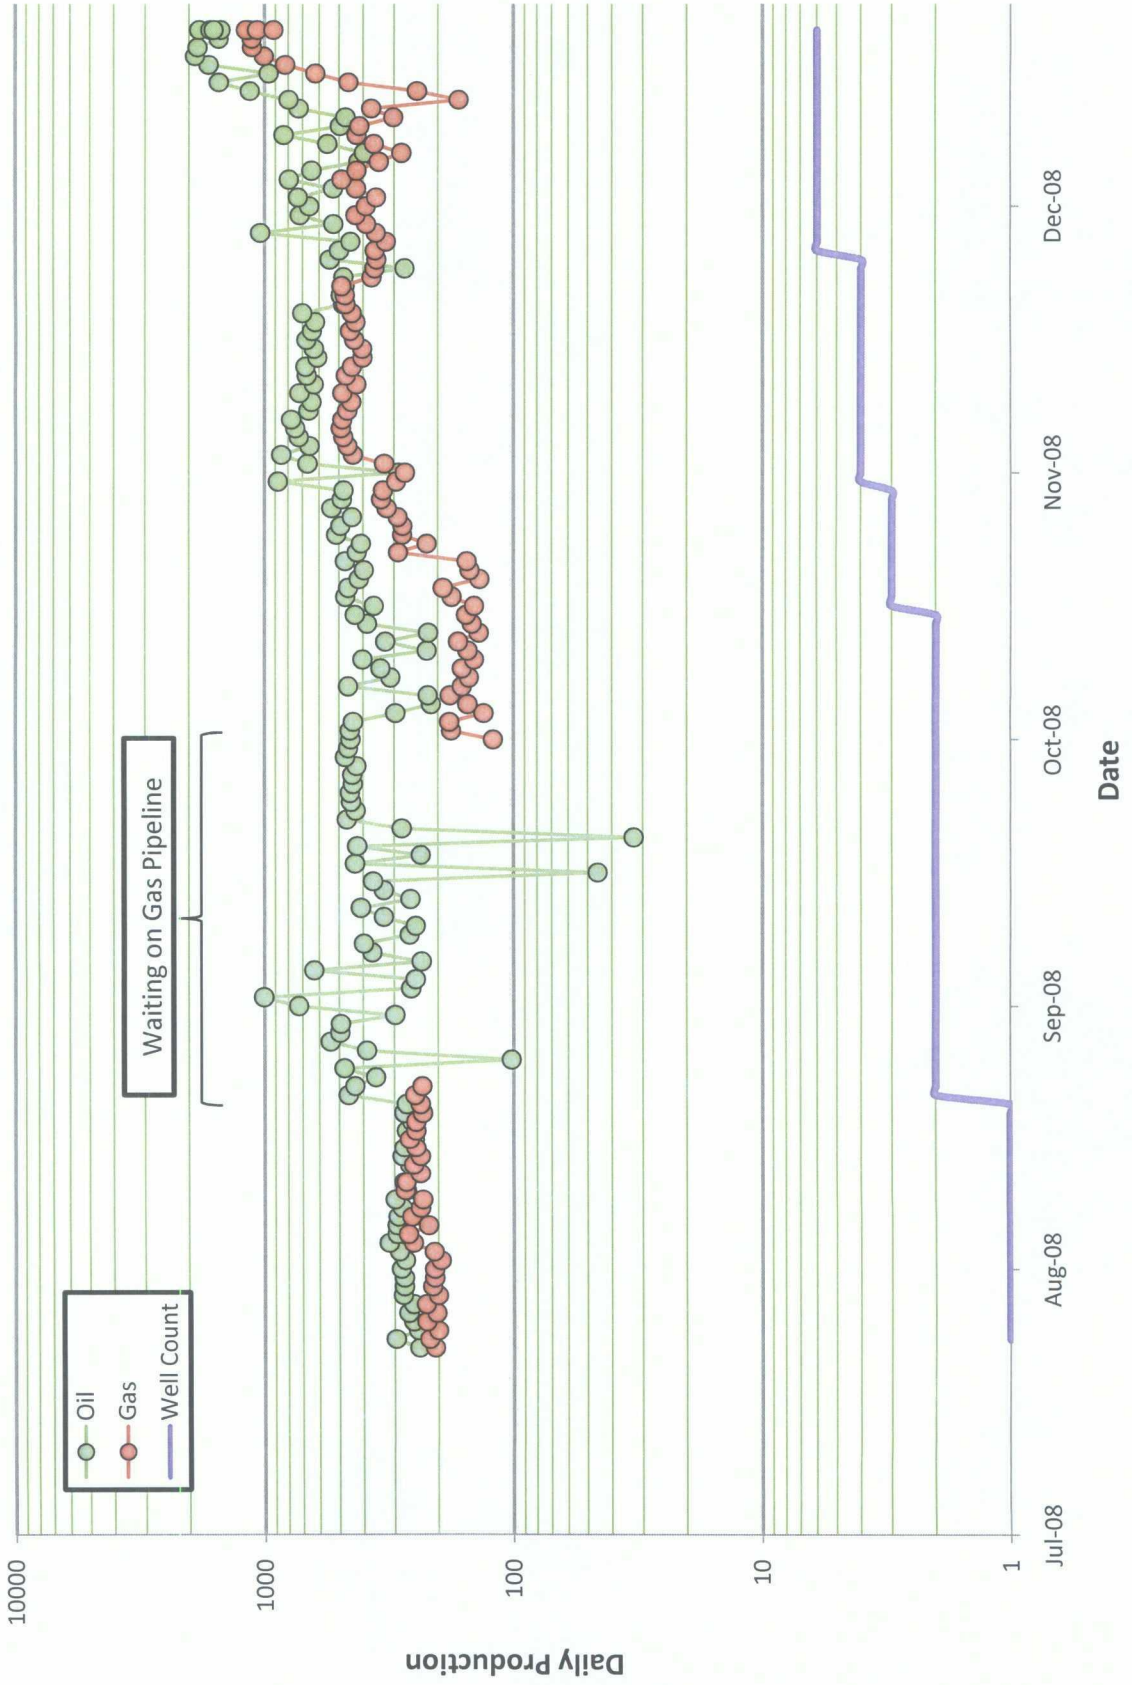 Waiting on Gas Pipeline
Oil
Gas
Well Count
10000
1000
100
10
1
Daily Production
Jul-08
Aug-08
Sep-08
Oct-08
Nov-08
Dec-08
Date